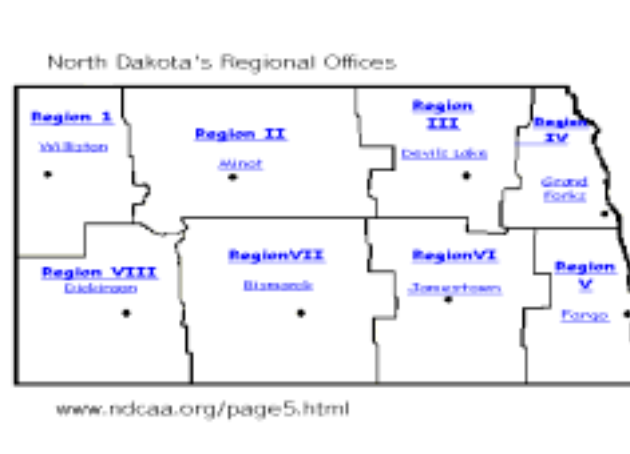 North Dakota's Regional Offices
Region 1
Williston
Region II
Minot
Region
III
Devils Lake
Region
IV
Grand
Forks
Region VIII
Dickinson
RegionVII
Bismarck
RegionVI
Jamestown
Region
V
Fargo
www.ndcaa.org/page5.html